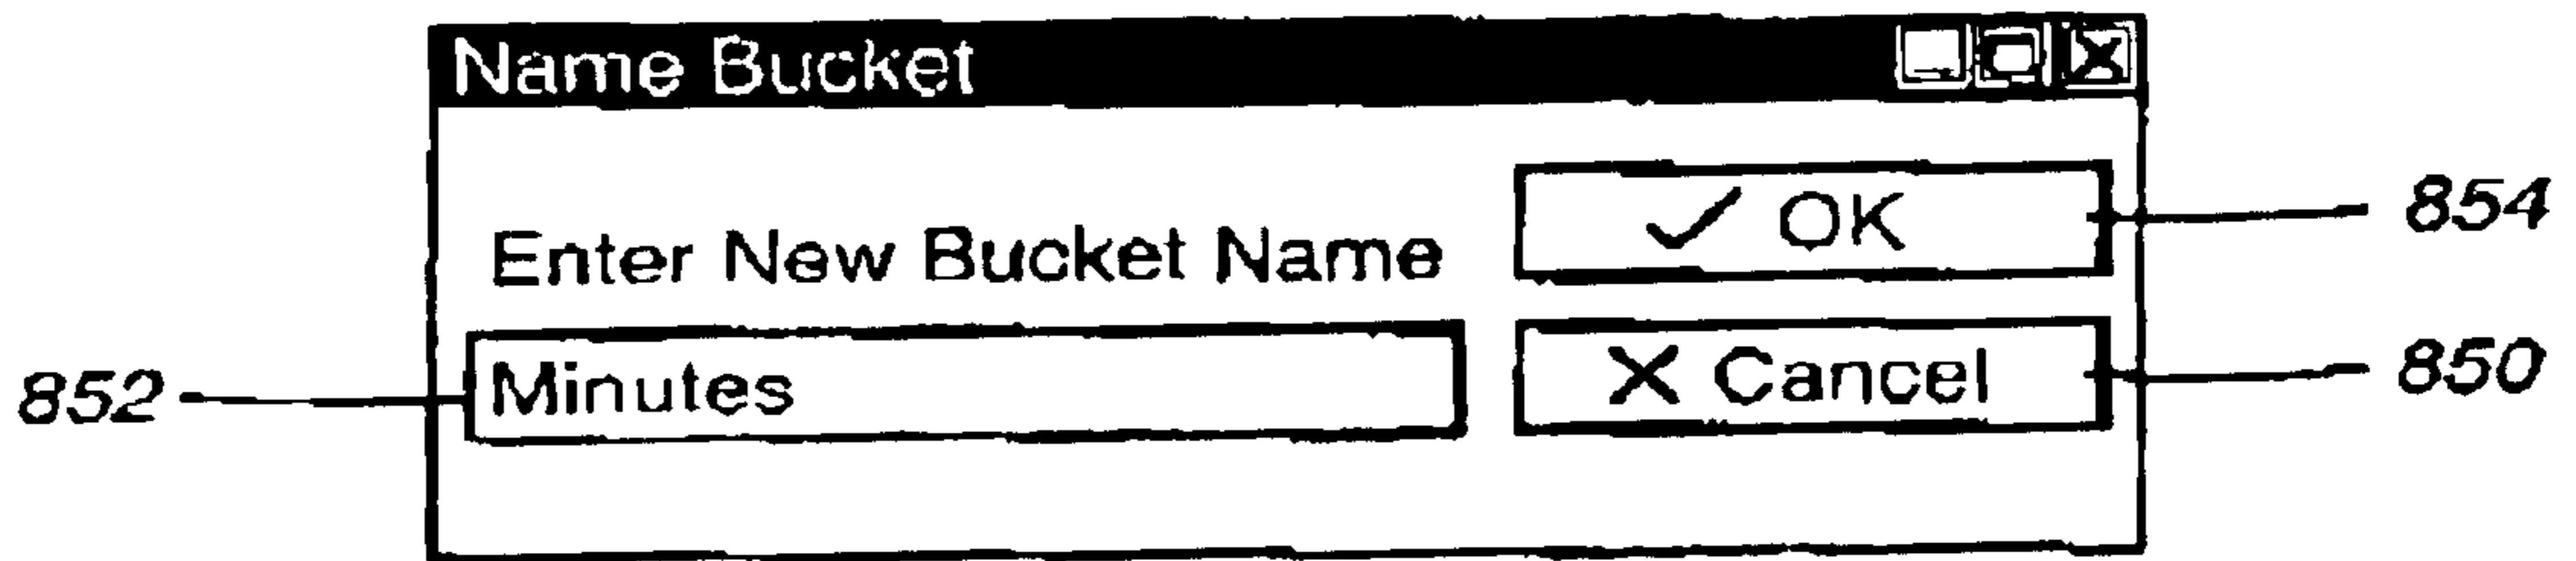 Name Bucket
Enter New Bucket Name
✓ OK
854
852
Minutes
✕ Cancel
850